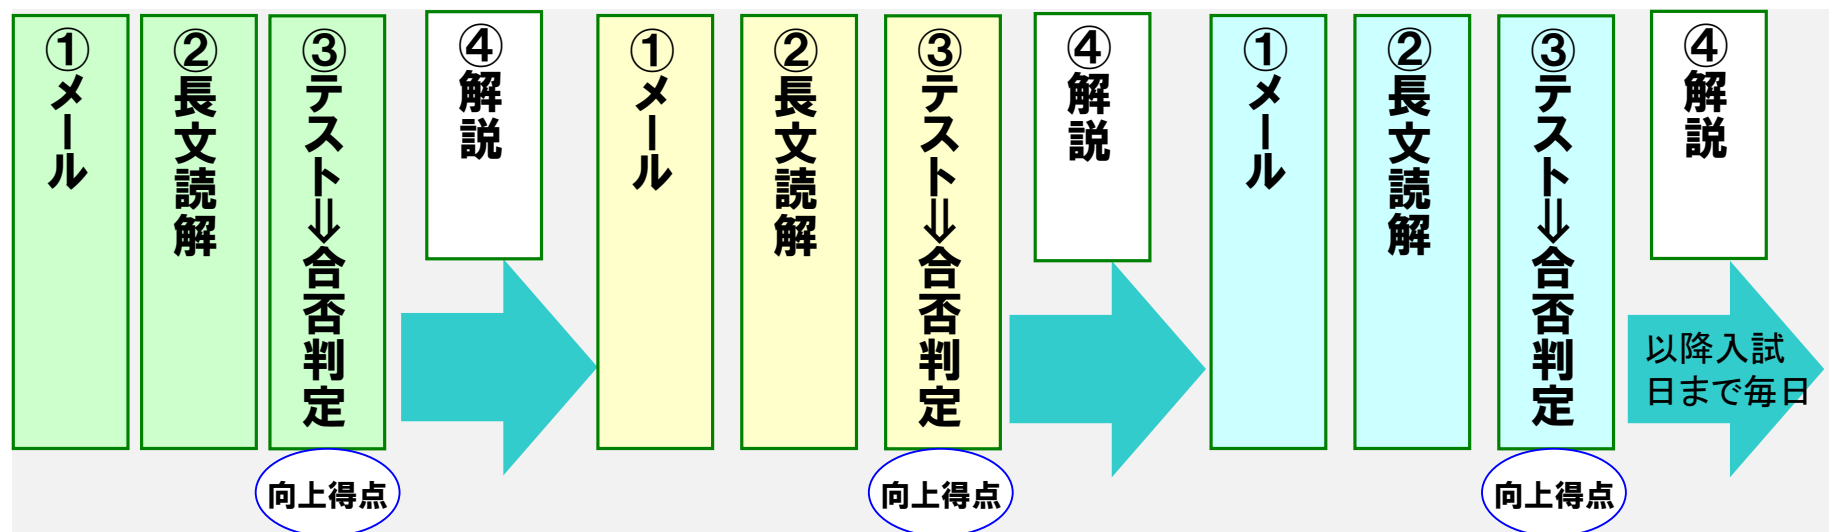 ①メール
②長文読解
③テスト⇒合否判定
向上得点
④解説
①メール
②長文読解
③テスト⇒合否判定
向上得点
④解説
①メール
②長文読解
③テスト⇒合否判定
向上得点
④解説
以降入試
日まで毎日